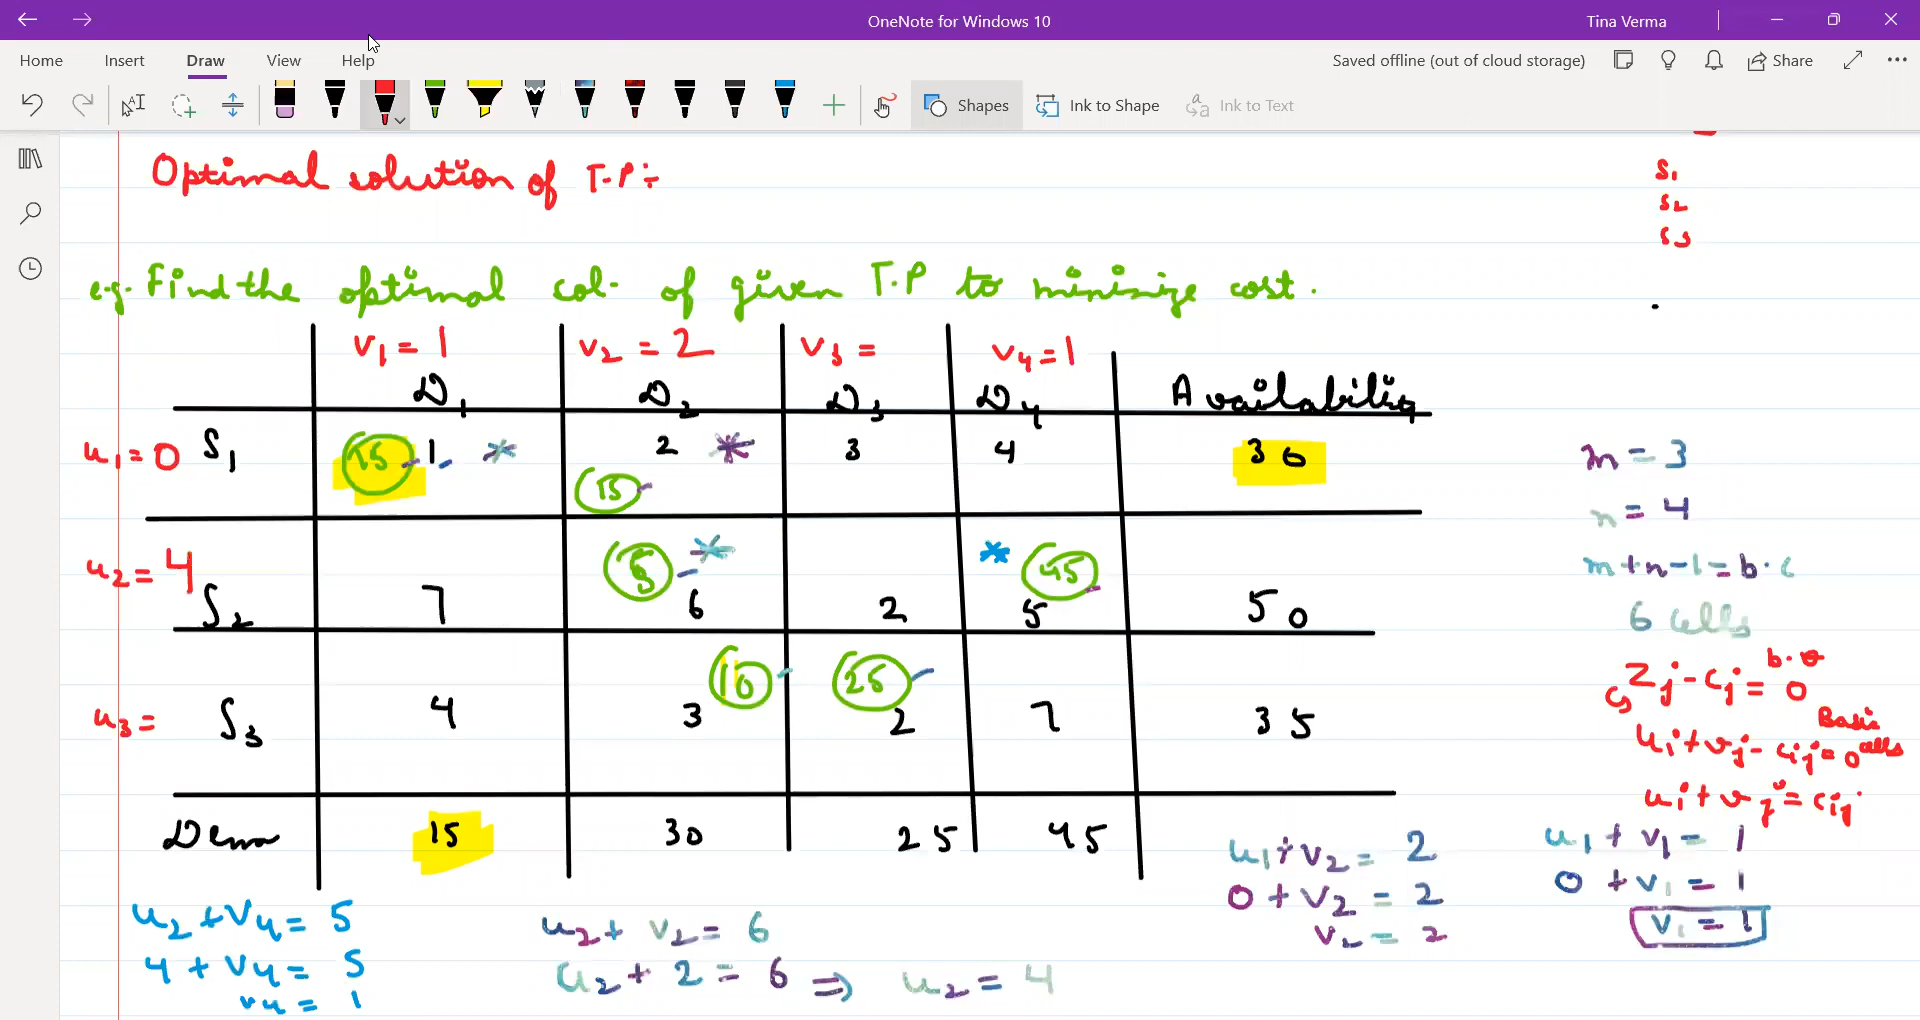 OneNote for Windows 10
Tina Verma
Home Insert Draw View Help
Saved offline (out of cloud storage) Share
Shapes Ink to Shape Ink to Text
Optimal solution of T.P:-
S1
S2
S3
e.g. Find the optimal sol. of given T.P to minimize cost.
v1 = 1 v2 = 2 v3 = v4 = 1
D1 D2 D3 D4 Availability
u1 = 0 S1 15 1 * 2 * 3 4 30
15
u2 = 4 5 * * 45
S2 7 6 2 5 50
10 25
u3 = S3 4 3 2 7 35
Dem 15 30 25 45
m = 3
n = 4
m+n-1 = b.c
6 cells
Zj - cj = 0
Basic
ui + vj - cij = 0 cells
ui + vj = cij
u1 + v2 = 2
0 + v2 = 2
v2 = 2
u1 + v1 = 1
0 + v1 = 1
v1 = 1
u2 + v4 = 5
4 + v4 = 5
v4 = 1
u2 + v2 = 6
u2 + 2 = 6 ⇒ u2 = 4